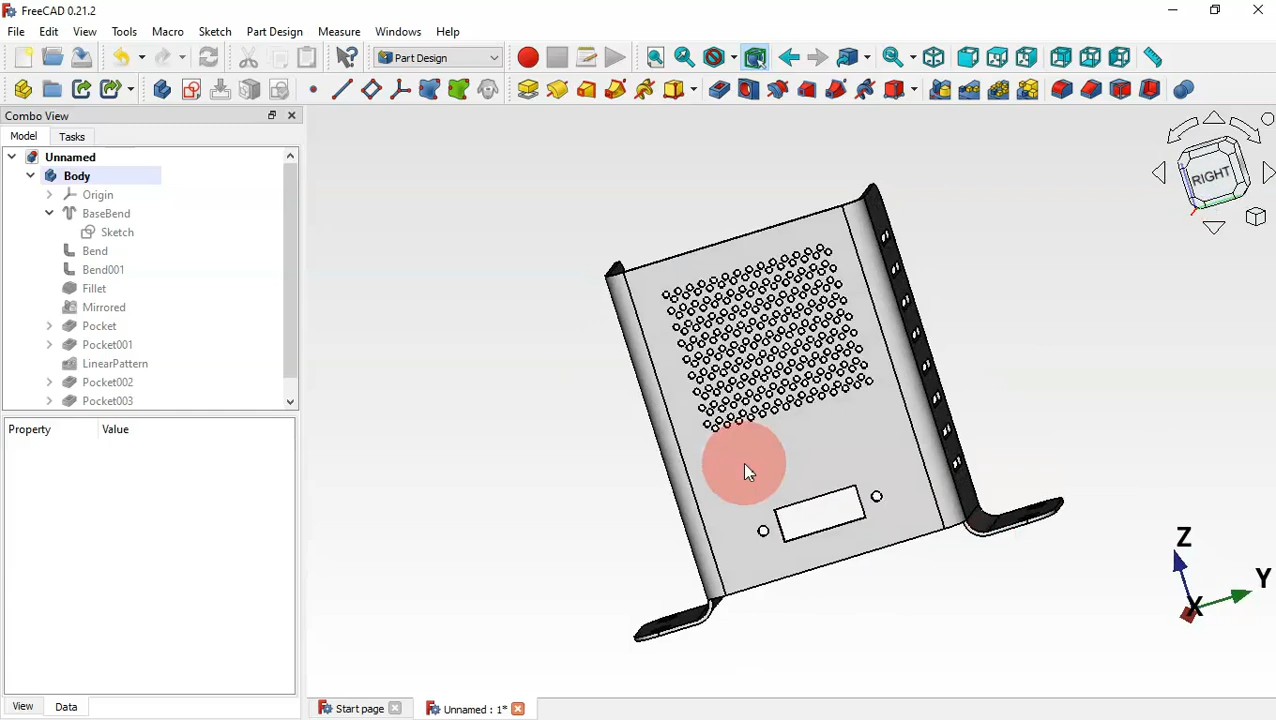 FreeCAD 0.21.2
File Edit View Tools Macro Sketch Part Design Measure Windows Help
Part Design
Combo View
Model Tasks
Unnamed
Body
Origin
BaseBend
Sketch
Bend
Bend001
Fillet
Mirrored
Pocket
Pocket001
LinearPattern
Pocket002
Pocket003
Property Value
View Data
RIGHT
Z
Y
X
Start page Unnamed : 1*